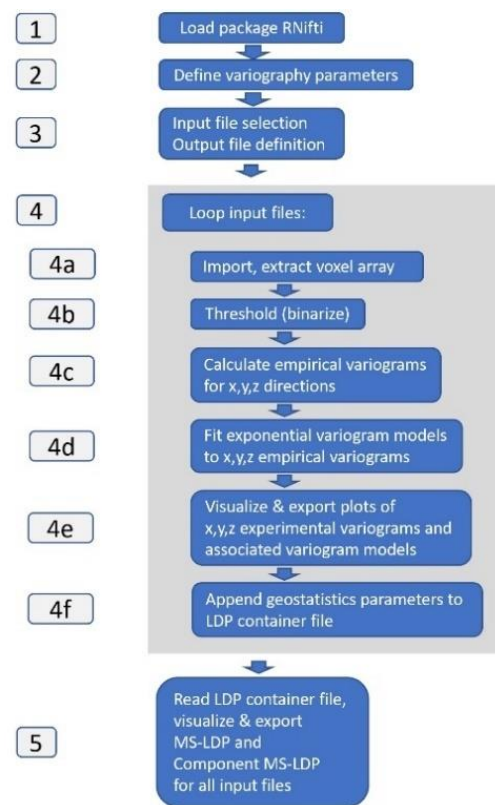 1
Load package RNifti
2
Define variography parameters
3
Input file selection
Output file definition
4
Loop input files:
4a
Import, extract voxel array
4b
Threshold (binarize)
4c
Calculate empirical variograms
for x,y,z directions
4d
Fit exponential variogram models
to x,y,z empirical variograms
4e
Visualize & export plots of
x,y,z experimental variograms and
associated variogram models
4f
Append geostatistics parameters to
LDP container file
5
Read LDP container file,
visualize & export
MS-LDP and
Component MS-LDP
for all input files